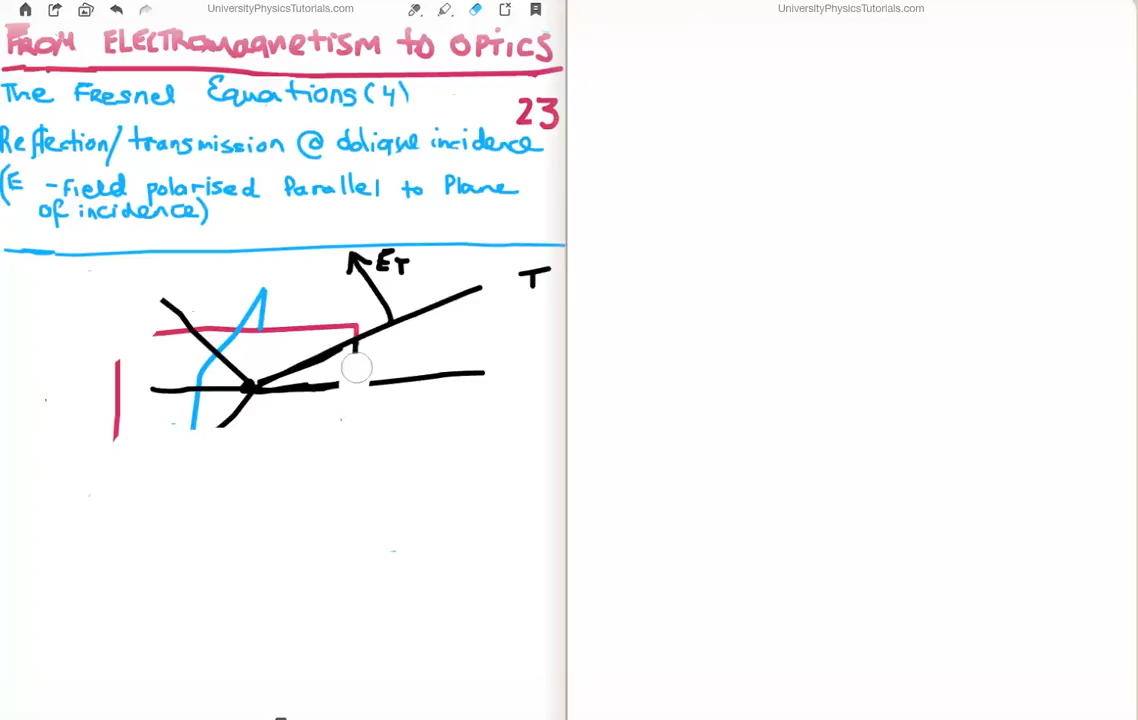 UniversityPhysicsTutorials.com
UniversityPhysicsTutorials.com
FROM ELECTromagnetism to OPTICS
The Fresnel Equations(4)
23
Reflection/transmission @ oblique incidence
(E -field polarised Parallel to Plane
of incidence)
ET
T